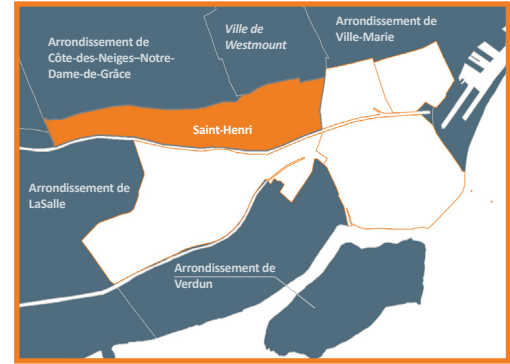 Arrondissement de
Côte-des-Neiges–Notre-
Dame-de-Grâce
Ville de
Westmount
Arrondissement de
Ville-Marie
Saint-Henri
Arrondissement de
LaSalle
Arrondissement de
Verdun